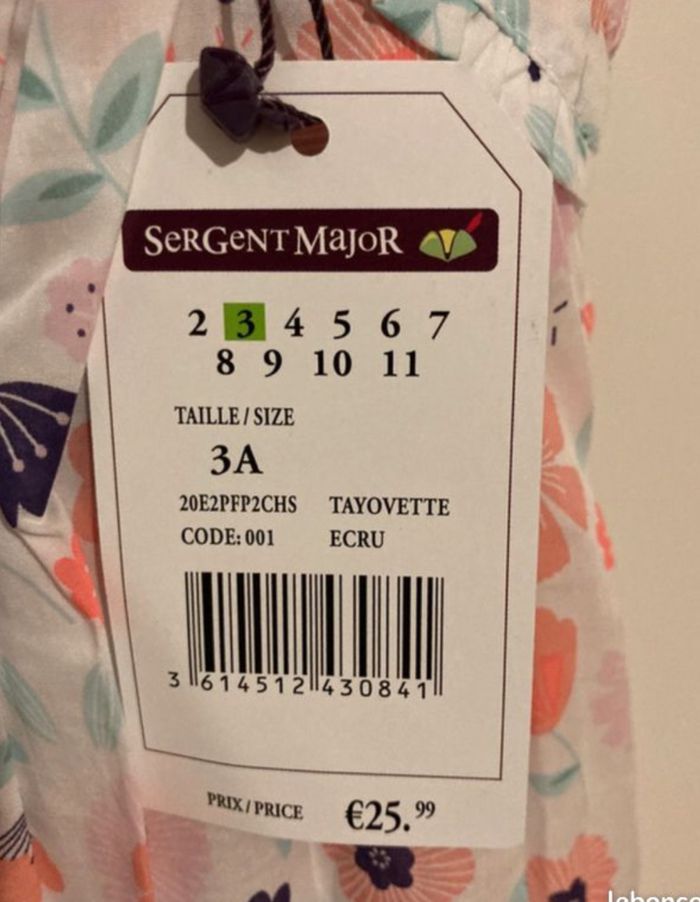 SERGENT MAJOR
2 3 4 5 6 7
8 9 10 11
TAILLE / SIZE
3A
20E2PFP2CHS TAYOVETTE
CODE: 001 ECRU
3 614512 430841
PRIX / PRICE €25.99